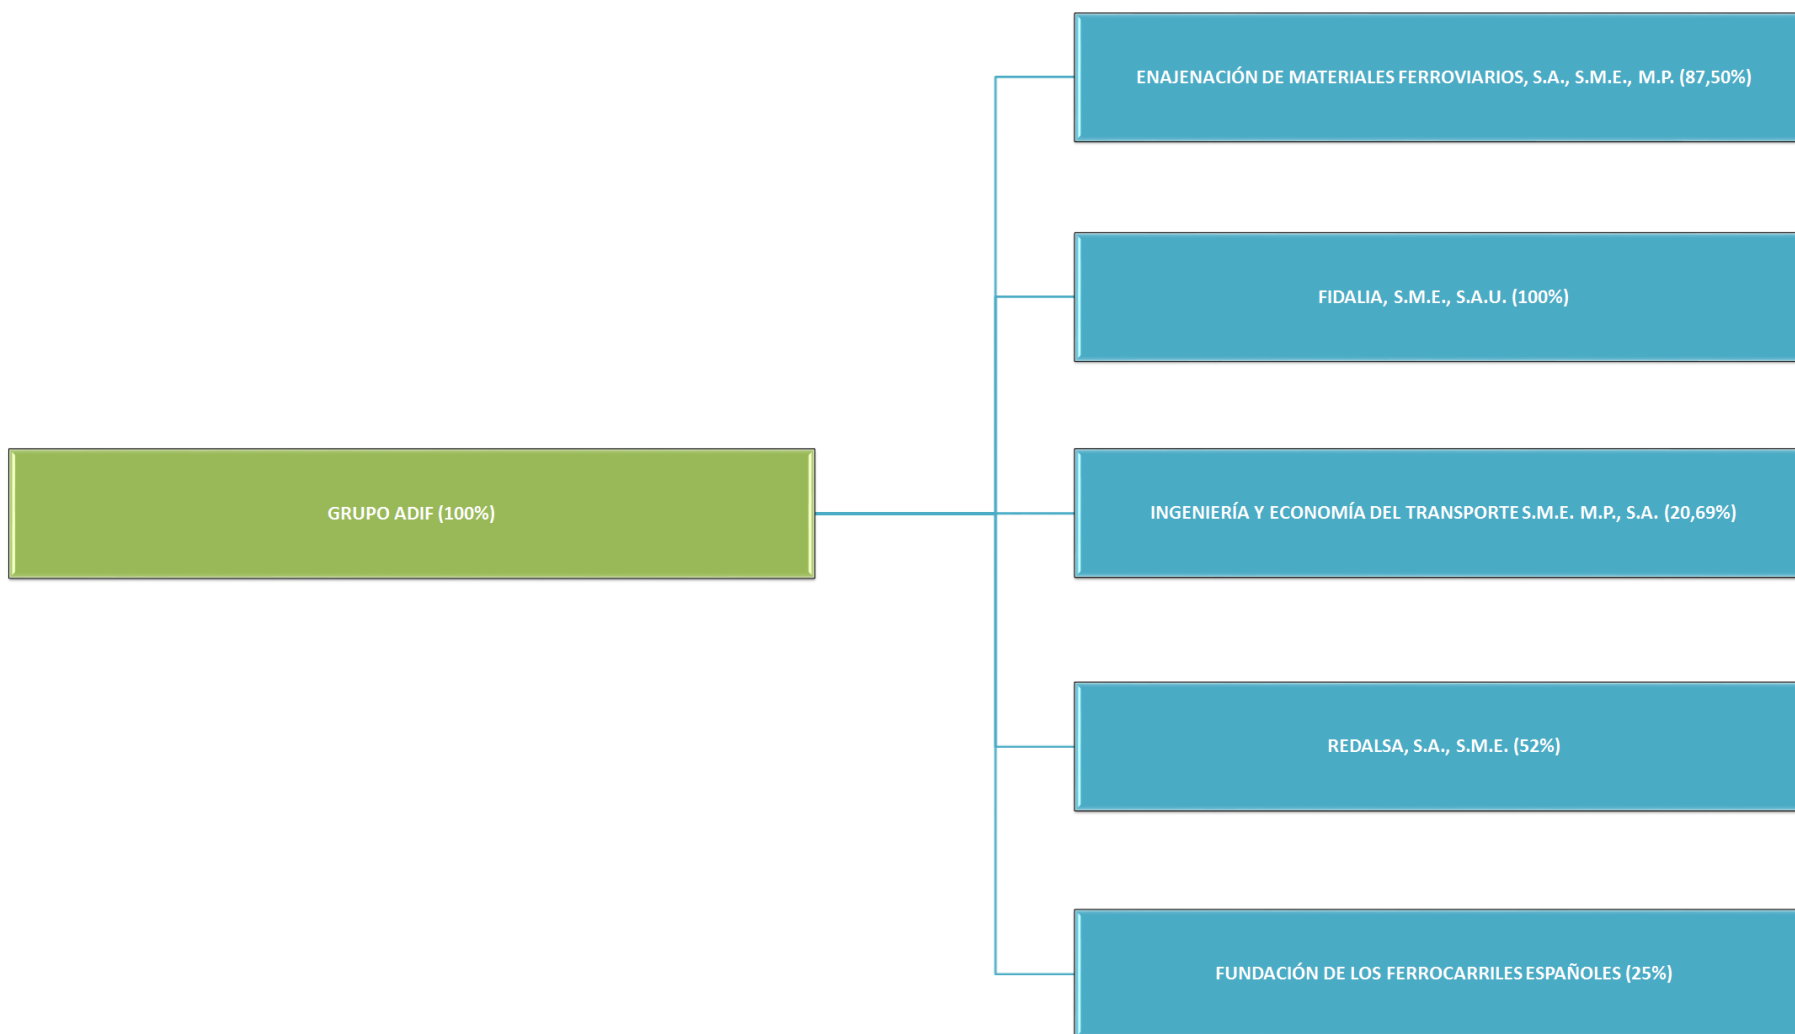 ENAJENACIÓN DE MATERIALES FERROVIARIOS, S.A., S.M.E., M.P. (87,50%)
FIDALIA, S.M.E., S.A.U. (100%)
GRUPO ADIF (100%)
INGENIERÍA Y ECONOMÍA DEL TRANSPORTE S.M.E. M.P., S.A. (20,69%)
REDALSA, S.A., S.M.E. (52%)
FUNDACIÓN DE LOS FERROCARRILES ESPAÑOLES (25%)